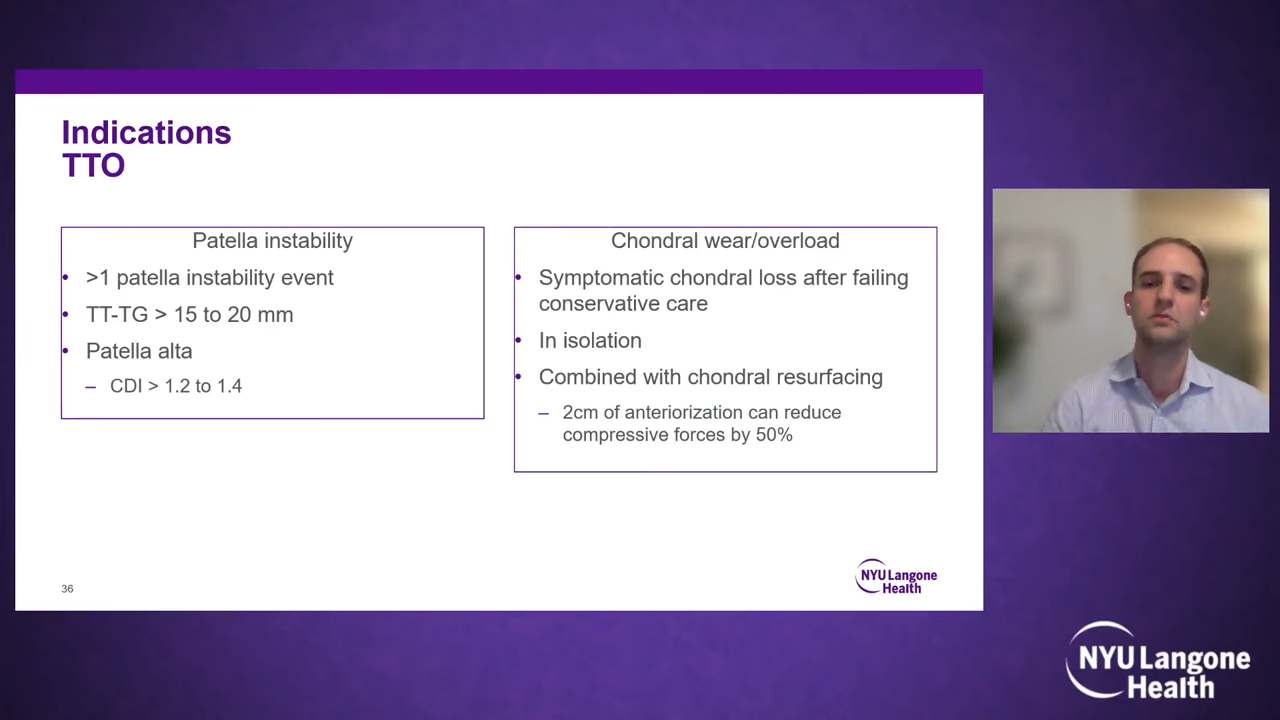 Indications
TTO
Patella instability
• >1 patella instability event
• TT-TG > 15 to 20 mm
• Patella alta
– CDI > 1.2 to 1.4
Chondral wear/overload
• Symptomatic chondral loss after failing
conservative care
• In isolation
• Combined with chondral resurfacing
– 2cm of anteriorization can reduce
compressive forces by 50%
36
NYU Langone
Health
NYU Langone
Health